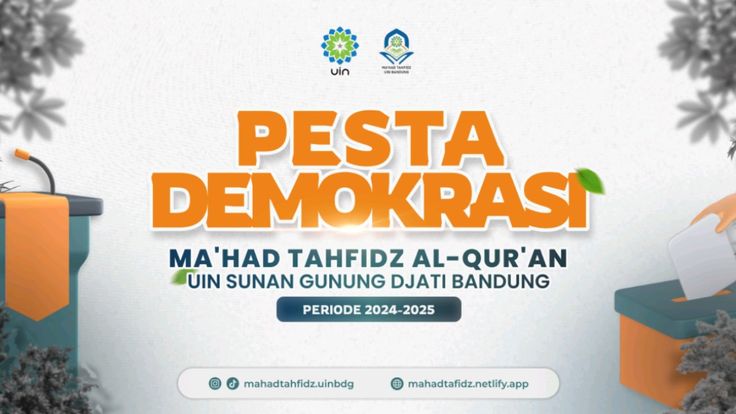 uin
MA'HAD TAHFIDZ
UIN BANDUNG
PESTA
DEMOKRASI
MA'HAD TAHFIDZ AL-QUR'AN
UIN SUNAN GUNUNG DJATI BANDUNG
PERIODE 2024-2025
mahadtahfidz.uinbdg
mahadtafidz.netlify.app